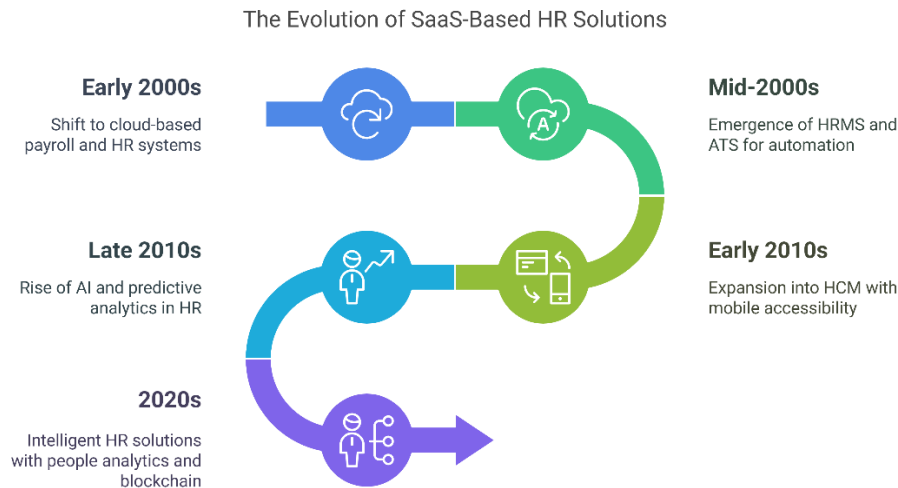 The Evolution of SaaS-Based HR Solutions
Early 2000s
Shift to cloud-based
payroll and HR systems
A
Mid-2000s
Emergence of HRMS and
ATS for automation
Early 2010s
Expansion into HCM with
mobile accessibility
Late 2010s
Rise of AI and predictive
analytics in HR
2020s
Intelligent HR solutions
with people analytics and
blockchain